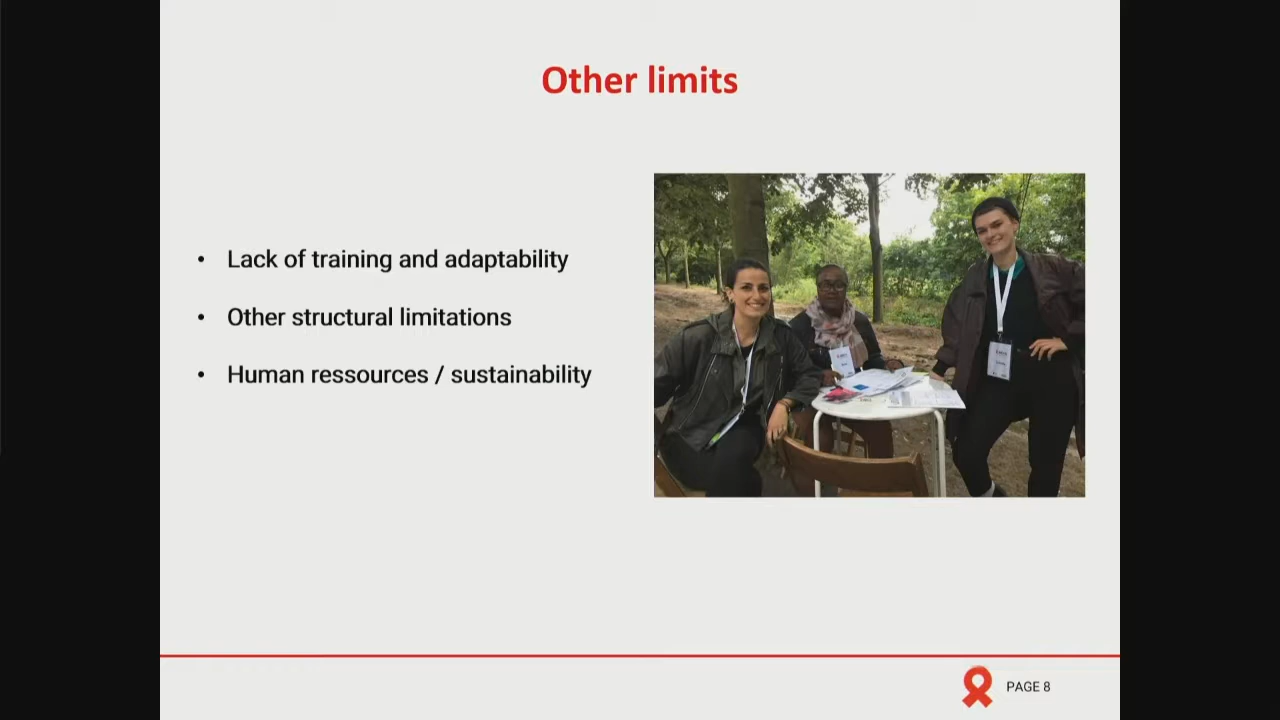 Other limits
• Lack of training and adaptability
• Other structural limitations
• Human ressources / sustainability
PAGE 8